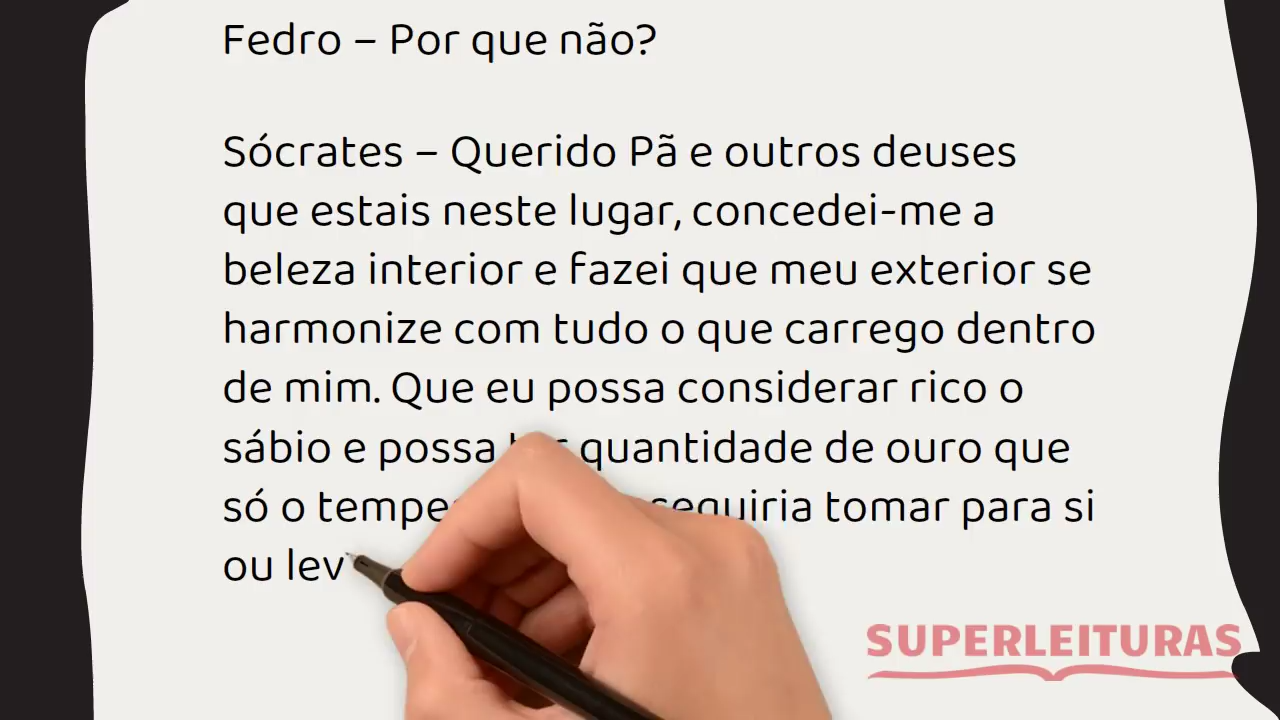 Fedro – Por que não?
Sócrates – Querido Pã e outros deuses
que estais neste lugar, concedei-me a
beleza interior e fazei que meu exterior se
harmonize com tudo o que carrego dentro
de mim. Que eu possa considerar rico o
sábio e possa quantidade de ouro que
só o tomar para si
ou lev
SUPERLEITURAS